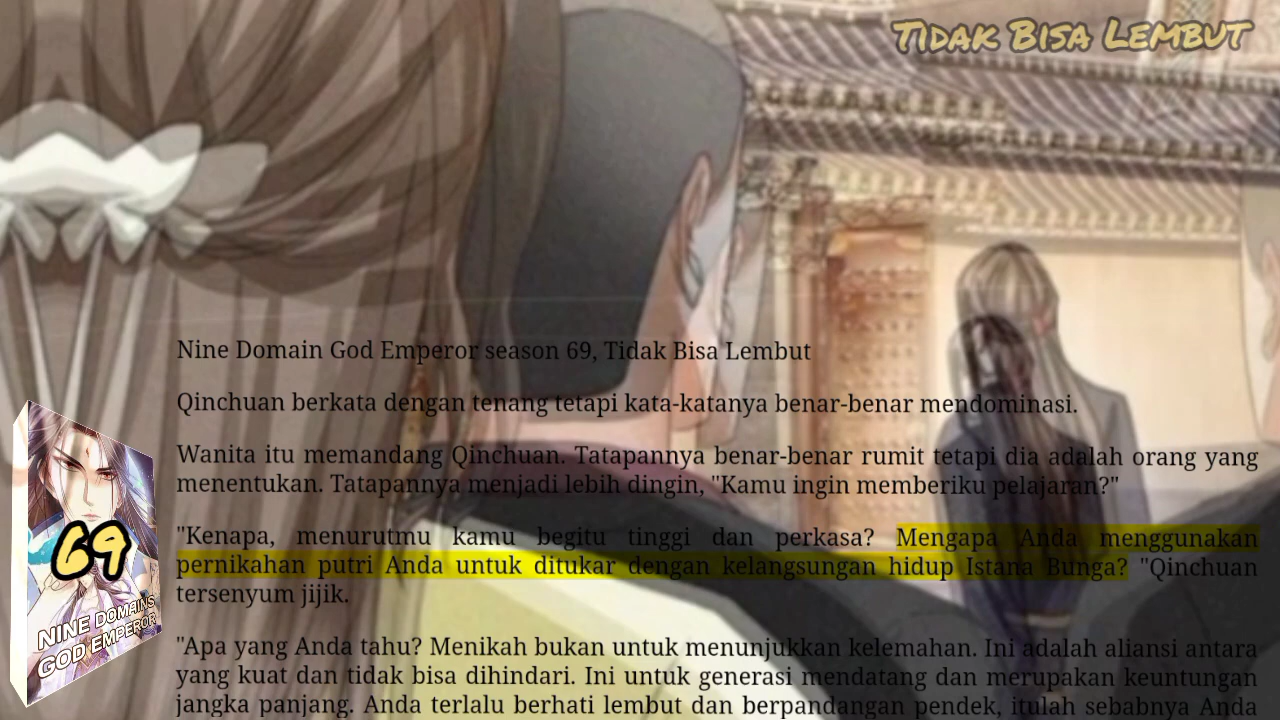 Tidak Bisa Lembut
Nine Domain God Emperor season 69, Tidak Bisa Lembut
Qinchuan berkata dengan tenang tetapi kata-katanya benar-benar mendominasi.
Wanita itu memandang Qinchuan. Tatapannya benar-benar rumit tetapi dia adalah orang yang
menentukan. Tatapannya menjadi lebih dingin, "Kamu ingin memberiku pelajaran?"
"Kenapa, menurutmu kamu begitu tinggi dan perkasa? Mengapa Anda menggunakan
pernikahan putri Anda untuk ditukar dengan kelangsungan hidup Istana Bunga? "Qinchuan
tersenyum jijik.
"Apa yang Anda tahu? Menikah bukan untuk menunjukkan kelemahan. Ini adalah aliansi antara
yang kuat dan tidak bisa dihindari. Ini untuk generasi mendatang dan merupakan keuntungan
jangka panjang. Anda terlalu berhati lembut dan berpandangan pendek, itulah sebabnya Anda
69
NINE DOMAINS
GOD EMPEROR